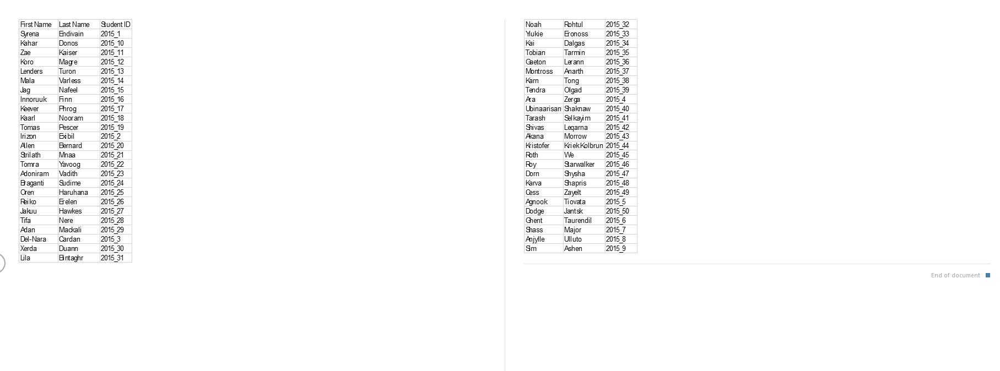 First Name Last Name Student ID
Syrena Endivain 2015_1
Kahar Donos 2015_10
Zae Kaiser 2015_11
Koro Magre 2015_12
Lenders Turon 2015_13
Mala Varless 2015_14
Jag Nafeel 2015_15
Innoruuk Finn 2015_16
Keever Phrog 2015_17
Kaarl Nooram 2015_18
Tomas Pescer 2015_19
Irizon Exibil 2015_2
Allen Bernard 2015_20
Strilath Mnaa 2015_21
Tomra Yavoog 2015_22
Adoniram Vadith 2015_23
Braganti Sudime 2015_24
Oren Haruhana 2015_25
Reiko Erelen 2015_26
Jakuu Hawkes 2015_27
Tifa Nere 2015_28
Adan Mackali 2015_29
Del-Nara Cardan 2015_3
Xerda Duann 2015_30
Lila Bintaghr 2015_31
Noah Rohtul 2015_32
Yiukie Eronoss 2015_33
Kai Dalgas 2015_34
Tobian Tarmin 2015_35
Gaeton Lerann 2015_36
Montross Anarth 2015_37
Karn Tong 2015_38
Tendra Olgad 2015_39
Ara Zerga 2015_4
Ubinaarisan Shaknaw 2015_40
Tarash Selkayim 2015_41
Shivas Leqarna 2015_42
Akana Morrow 2015_43
Kristofer Kriek Kolbrun 2015_44
Roth We 2015_45
Roy Starwalker 2015_46
Dorn Shysha 2015_47
Karva Shapris 2015_48
Cess Zayelt 2015_49
Agnook Tiovata 2015_5
Dodge Jantsk 2015_50
Ghent Taurendil 2015_6
Shass Major 2015_7
Anjylle Ulluto 2015_8
Sim Ashen 2015_9
End of document